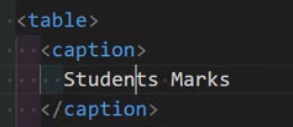 <table>
<caption>
Students Marks
</caption>